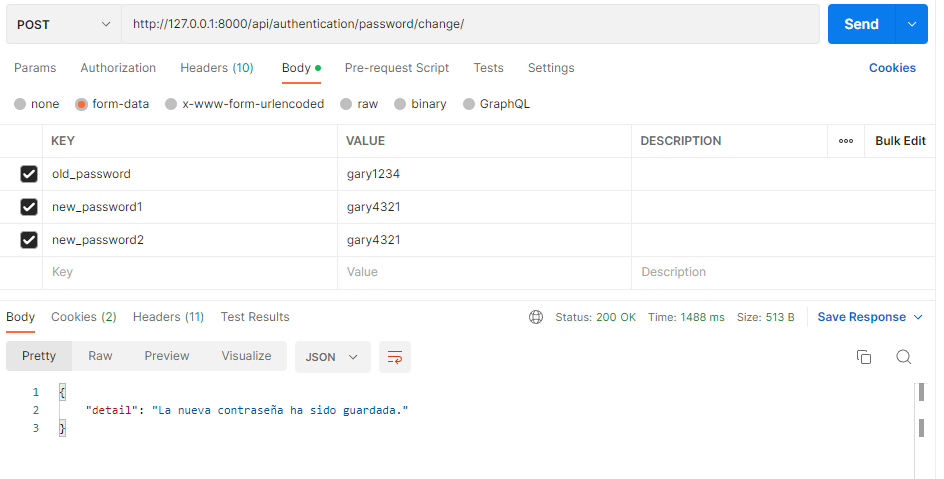 POST http://127.0.0.1:8000/api/authentication/password/change/ Send
Params Authorization Headers (10) Body Pre-request Script Tests Settings Cookies
none form-data x-www-form-urlencoded raw binary GraphQL
KEY VALUE DESCRIPTION ooo Bulk Edit
old_password gary1234
new_password1 gary4321
new_password2 gary4321
Key Value Description
Body Cookies (2) Headers (11) Test Results Status: 200 OK Time: 1488 ms Size: 513 B Save Response
Pretty Raw Preview Visualize JSON
1 {
2 "detail": "La nueva contraseña ha sido guardada."
3 }